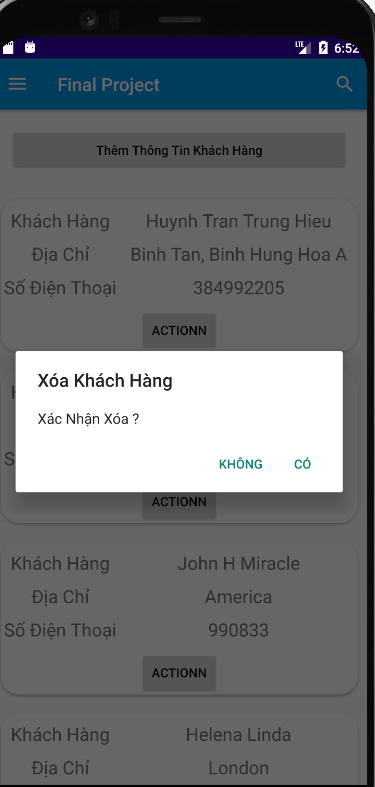 LTE 6:52
Final Project
Thêm Thông Tin Khách Hàng
Khách Hàng Huynh Tran Trung Hieu
Địa Chỉ Binh Tan, Binh Hung Hoa A
Số Điện Thoại 384992205
ACTIONN
Xóa Khách Hàng
Xác Nhận Xóa ?
KHÔNG CÓ
ACTIONN
Khách Hàng John H Miracle
Địa Chỉ America
Số Điện Thoại 990833
ACTIONN
Khách Hàng Helena Linda
Địa Chỉ London